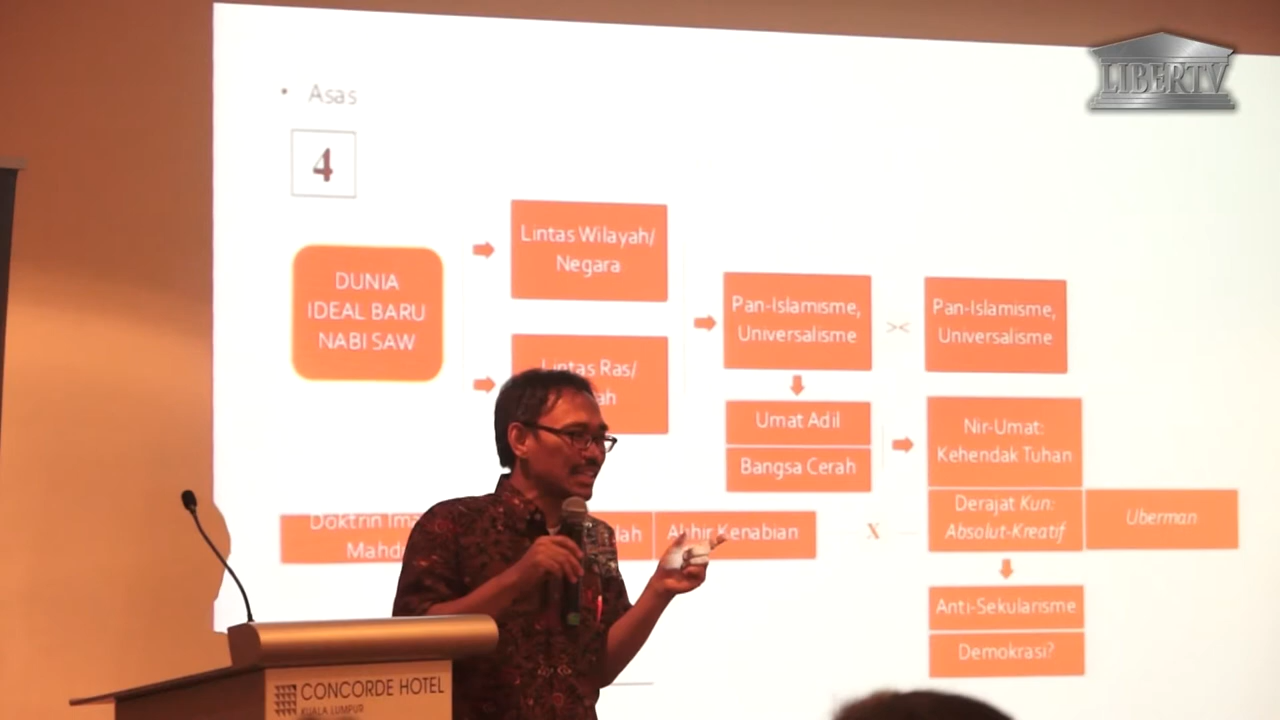 LIBERTV
• Asas
4
DUNIA
IDEAL BARU
NABI SAW
Lintas Wilayah/
Negara
Lintas Ras/
Pan-Islamisme,
Universalisme
><
Pan-Islamisme,
Universalisme
Umat Adil
Bangsa Cerah
Nir-Umat:
Kehendak Tuhan
Derajat Kun:
Absolut-Kreatif
Uberman
Doktrin
Akhir Kenabian
X
Anti-Sekularisme
Demokrasi?
CONCORDE HOTEL
KUALA LUMPUR